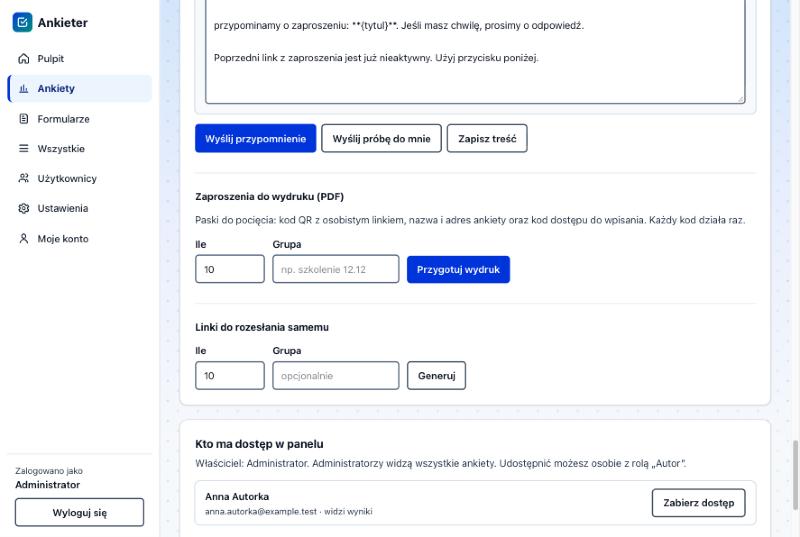 Ankieter
Pulpit
Ankiety
Formularze
Wszystkie
Użytkownicy
Ustawienia
Moje konto
Zalogowano jako
Administrator
Wyloguj się
przypominamy o zaproszeniu: **{tytul}**. Jeśli masz chwilę, prosimy o odpowiedź.
Poprzedni link z zaproszenia jest już nieaktywny. Użyj przycisku poniżej.
Wyślij przypomnienie Wyślij próbę do mnie Zapisz treść
Zaproszenia do wydruku (PDF)
Paski do pocięcia: kod QR z osobistym linkiem, nazwa i adres ankiety oraz kod dostępu do wpisania. Każdy kod działa raz.
Ile Grupa
10 np. szkolenie 12.12 Przygotuj wydruk
Linki do rozesłania samemu
Ile Grupa
10 opcjonalnie Generuj
Kto ma dostęp w panelu
Właściciel: Administrator. Administratorzy widzą wszystkie ankiety. Udostępnić możesz osobie z rolą „Autor”.
Anna Autorka
anna.autorka@example.test · widzi wyniki
Zabierz dostęp